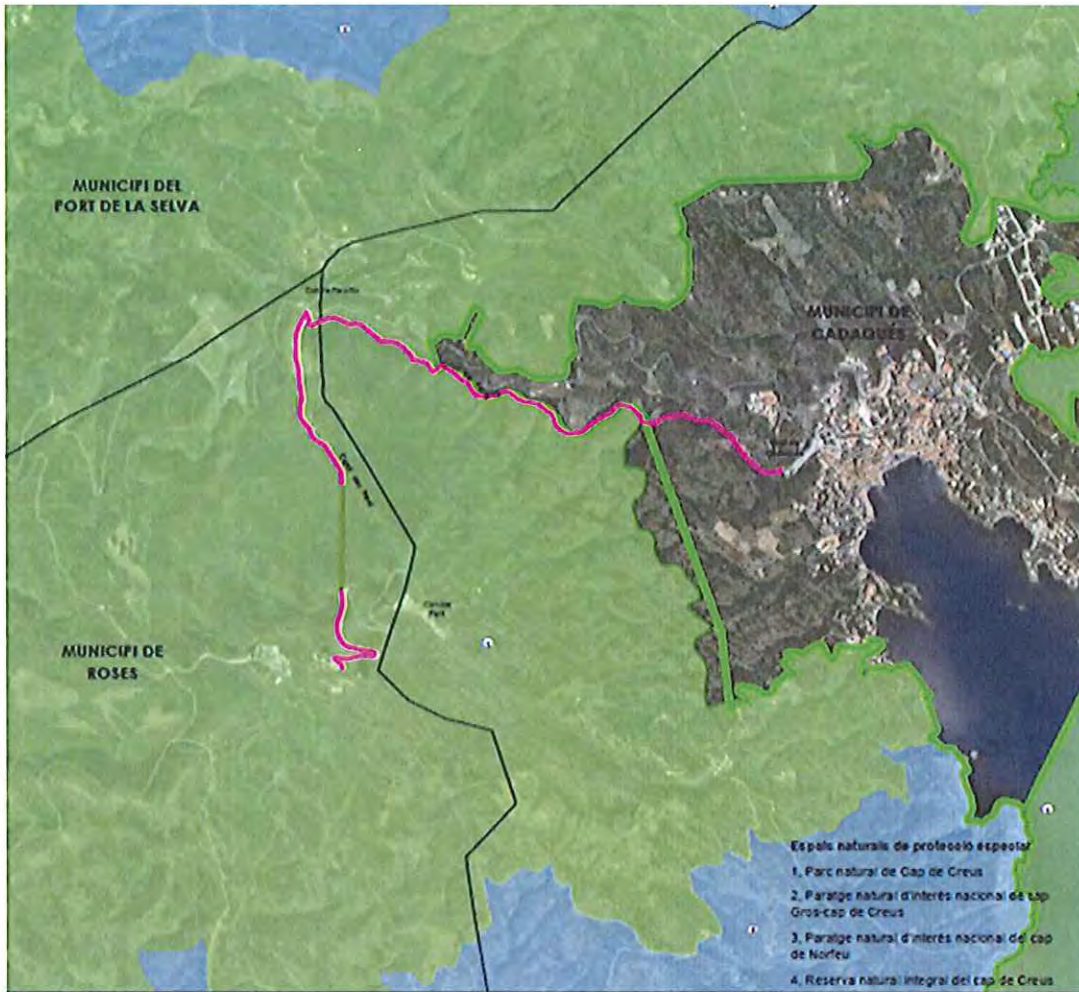 MUNICIPI DEL
PORT DE LA SELVA
MUNICIPI DE
CADAQUÉS
MUNICIPI DE
ROSES
Espais naturals de protecció especial
1, Parc natural de Cap de Creus
2, Paratge natural d'interès nacional de cap
Gros-cap de Creus
3, Paratge natural d'interès nacional del cap
de Norfeu
4, Reserva natural integral del cap de Creus